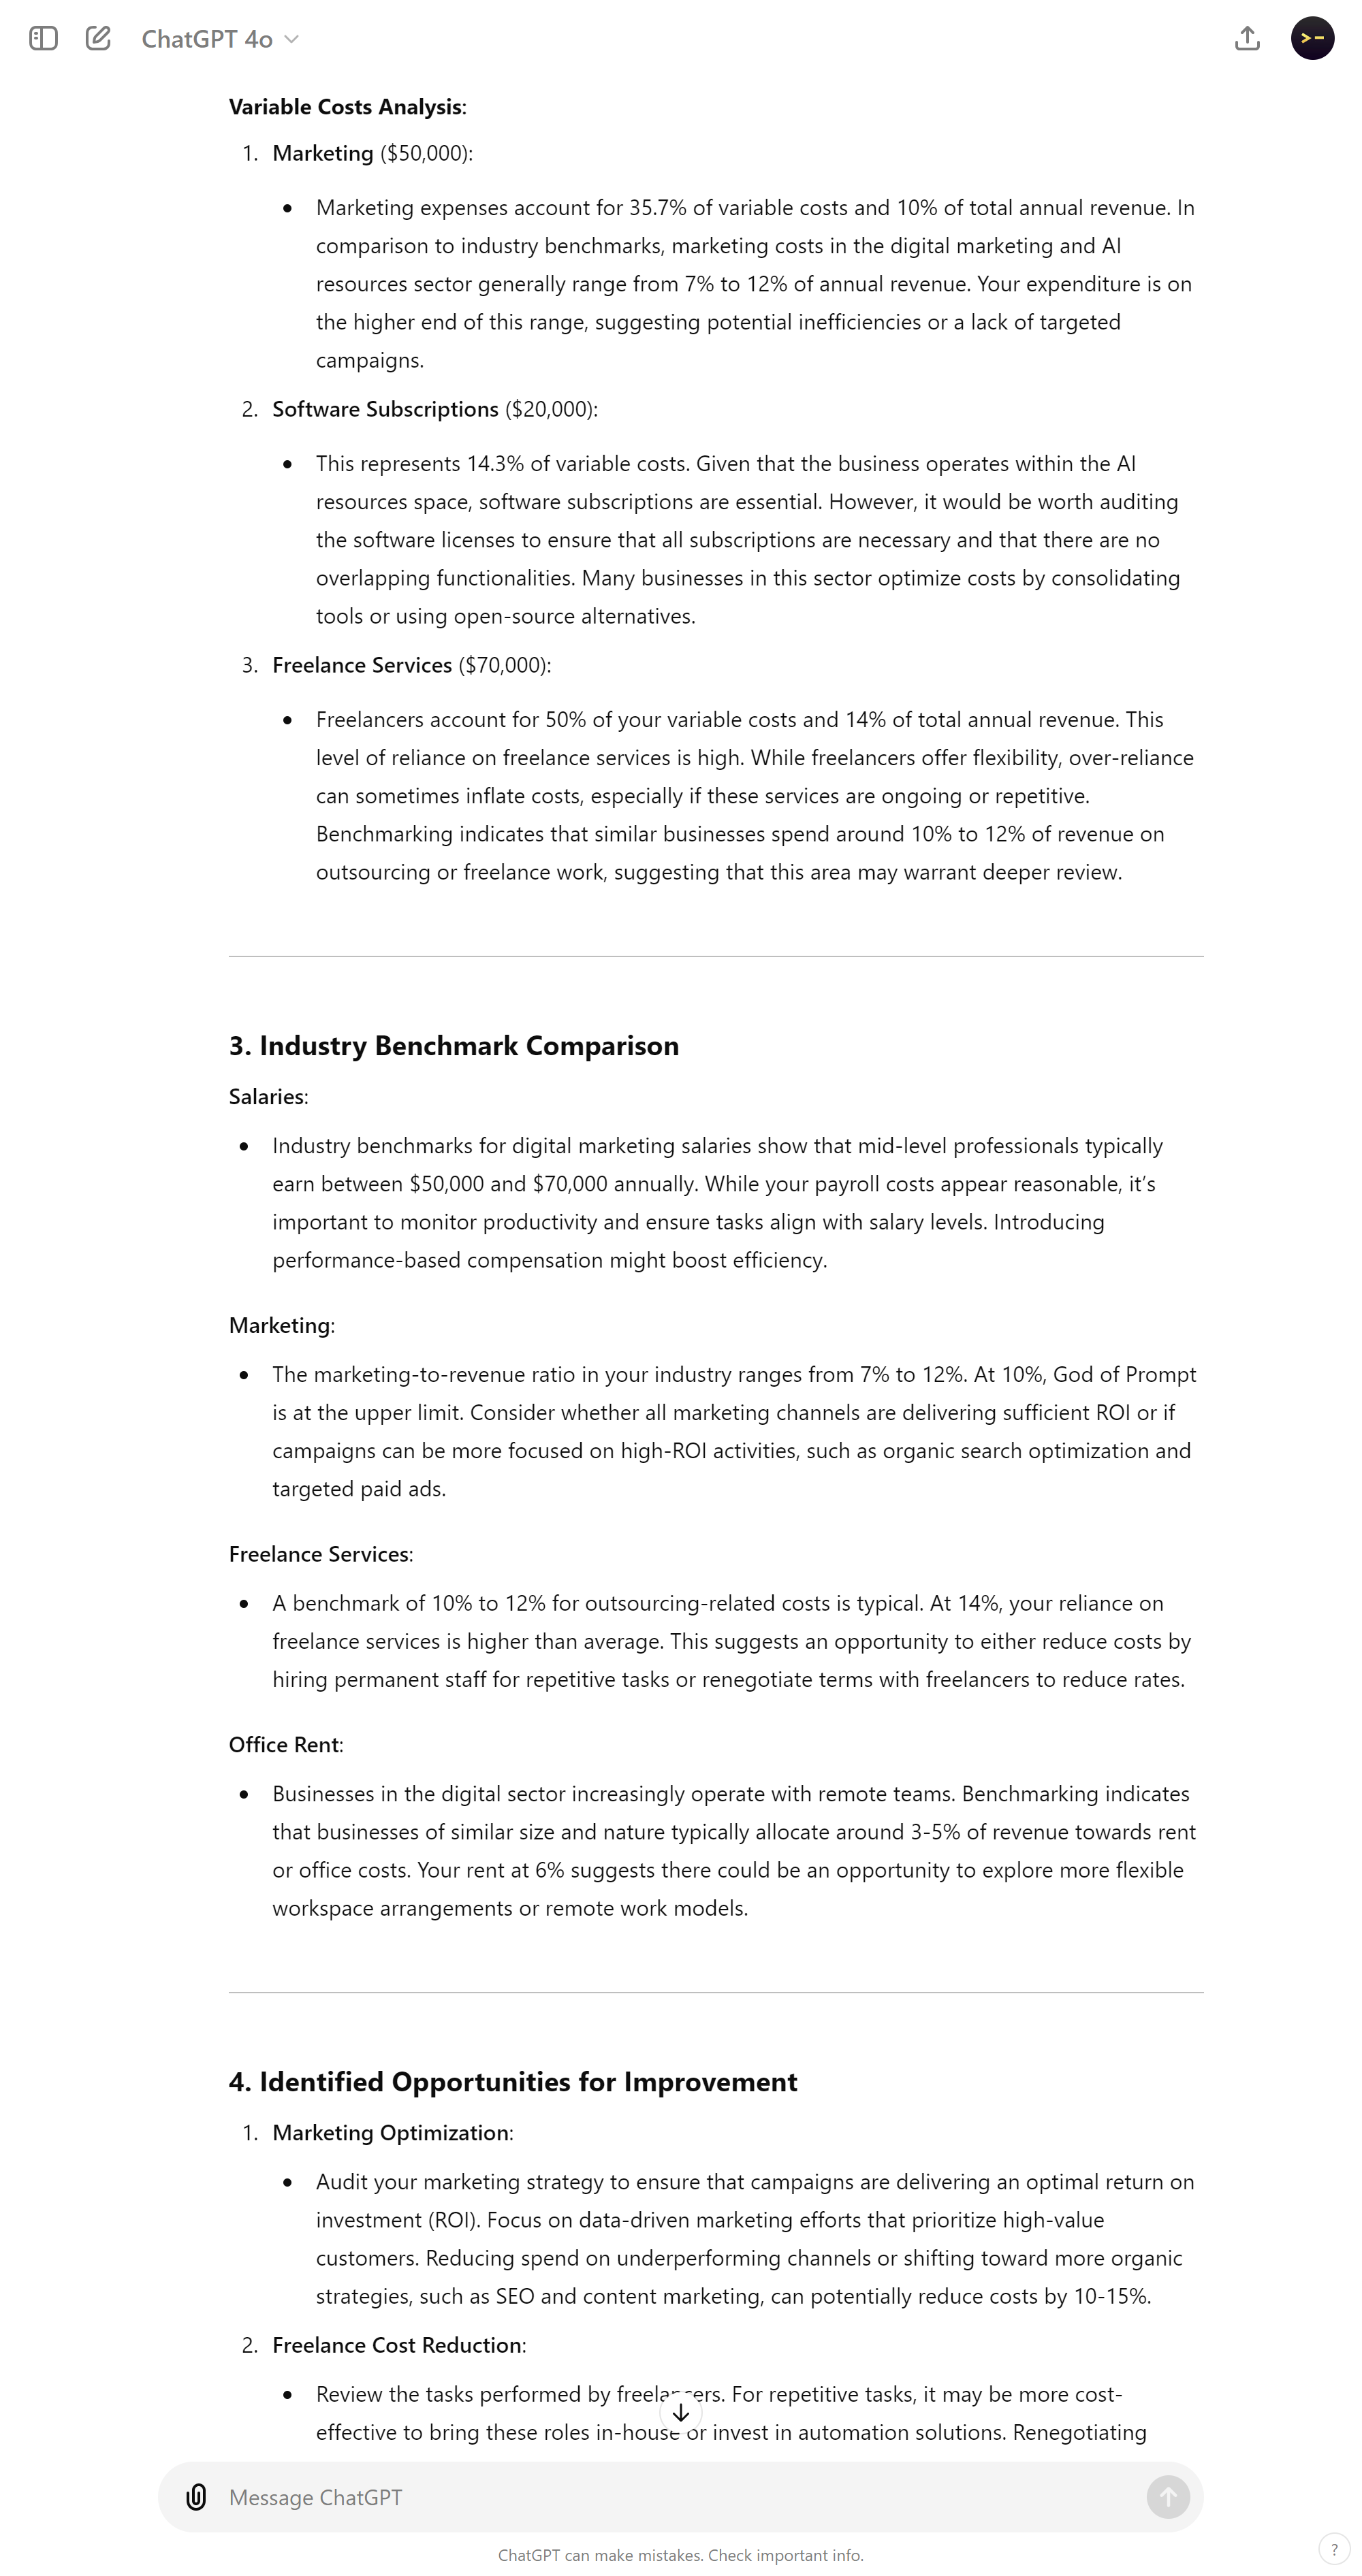 ChatGPT 4o
Variable Costs Analysis:
1. Marketing ($50,000):
• Marketing expenses account for 35.7% of variable costs and 10% of total annual revenue. In
comparison to industry benchmarks, marketing costs in the digital marketing and AI
resources sector generally range from 7% to 12% of annual revenue. Your expenditure is on
the higher end of this range, suggesting potential inefficiencies or a lack of targeted
campaigns.
2. Software Subscriptions ($20,000):
• This represents 14.3% of variable costs. Given that the business operates within the AI
resources space, software subscriptions are essential. However, it would be worth auditing
the software licenses to ensure that all subscriptions are necessary and that there are no
overlapping functionalities. Many businesses in this sector optimize costs by consolidating
tools or using open-source alternatives.
3. Freelance Services ($70,000):
• Freelancers account for 50% of your variable costs and 14% of total annual revenue. This
level of reliance on freelance services is high. While freelancers offer flexibility, over-reliance
can sometimes inflate costs, especially if these services are ongoing or repetitive.
Benchmarking indicates that similar businesses spend around 10% to 12% of revenue on
outsourcing or freelance work, suggesting that this area may warrant deeper review.
3. Industry Benchmark Comparison
Salaries:
• Industry benchmarks for digital marketing salaries show that mid-level professionals typically
earn between $50,000 and $70,000 annually. While your payroll costs appear reasonable, it's
important to monitor productivity and ensure tasks align with salary levels. Introducing
performance-based compensation might boost efficiency.
Marketing:
• The marketing-to-revenue ratio in your industry ranges from 7% to 12%. At 10%, God of Prompt
is at the upper limit. Consider whether all marketing channels are delivering sufficient ROI or if
campaigns can be more focused on high-ROI activities, such as organic search optimization and
targeted paid ads.
Freelance Services:
• A benchmark of 10% to 12% for outsourcing-related costs is typical. At 14%, your reliance on
freelance services is higher than average. This suggests an opportunity to either reduce costs by
hiring permanent staff for repetitive tasks or renegotiate terms with freelancers to reduce rates.
Office Rent:
• Businesses in the digital sector increasingly operate with remote teams. Benchmarking indicates
that businesses of similar size and nature typically allocate around 3-5% of revenue towards rent
or office costs. Your rent at 6% suggests there could be an opportunity to explore more flexible
workspace arrangements or remote work models.
4. Identified Opportunities for Improvement
1. Marketing Optimization:
• Audit your marketing strategy to ensure that campaigns are delivering an optimal return on
investment (ROI). Focus on data-driven marketing efforts that prioritize high-value
customers. Reducing spend on underperforming channels or shifting toward more organic
strategies, such as SEO and content marketing, can potentially reduce costs by 10-15%.
2. Freelance Cost Reduction:
• Review the tasks performed by freelancers. For repetitive tasks, it may be more cost-
effective to bring these roles in-house or invest in automation solutions. Renegotiating
Message ChatGPT
ChatGPT can make mistakes. Check important info.
?